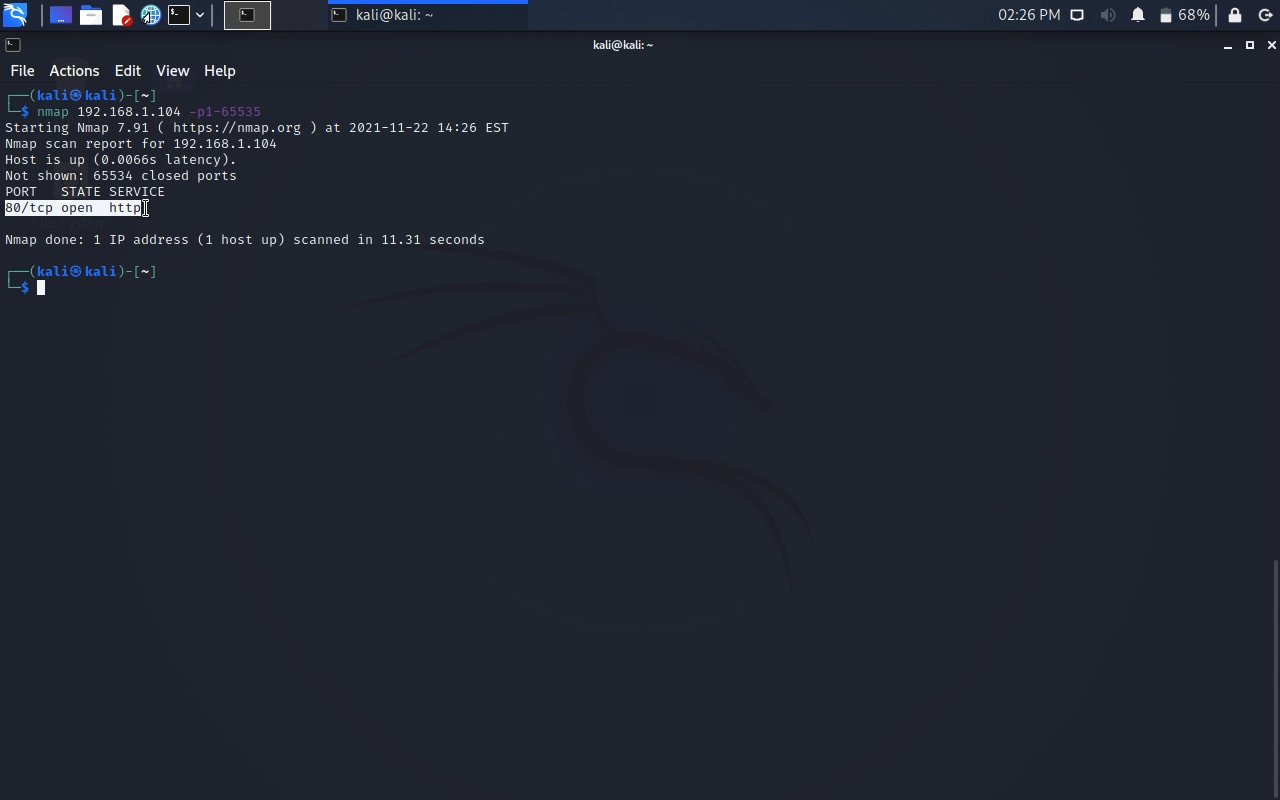 kali@kali: ~
02:26 PM
68%
kali@kali: ~
File Actions Edit View Help
┌──(kali㉿kali)-[~]
└─$ nmap 192.168.1.104 -p1-65535
Starting Nmap 7.91 ( https://nmap.org ) at 2021-11-22 14:26 EST
Nmap scan report for 192.168.1.104
Host is up (0.0066s latency).
Not shown: 65534 closed ports
PORT   STATE SERVICE
80/tcp open  http
Nmap done: 1 IP address (1 host up) scanned in 11.31 seconds
┌──(kali㉿kali)-[~]
└─$